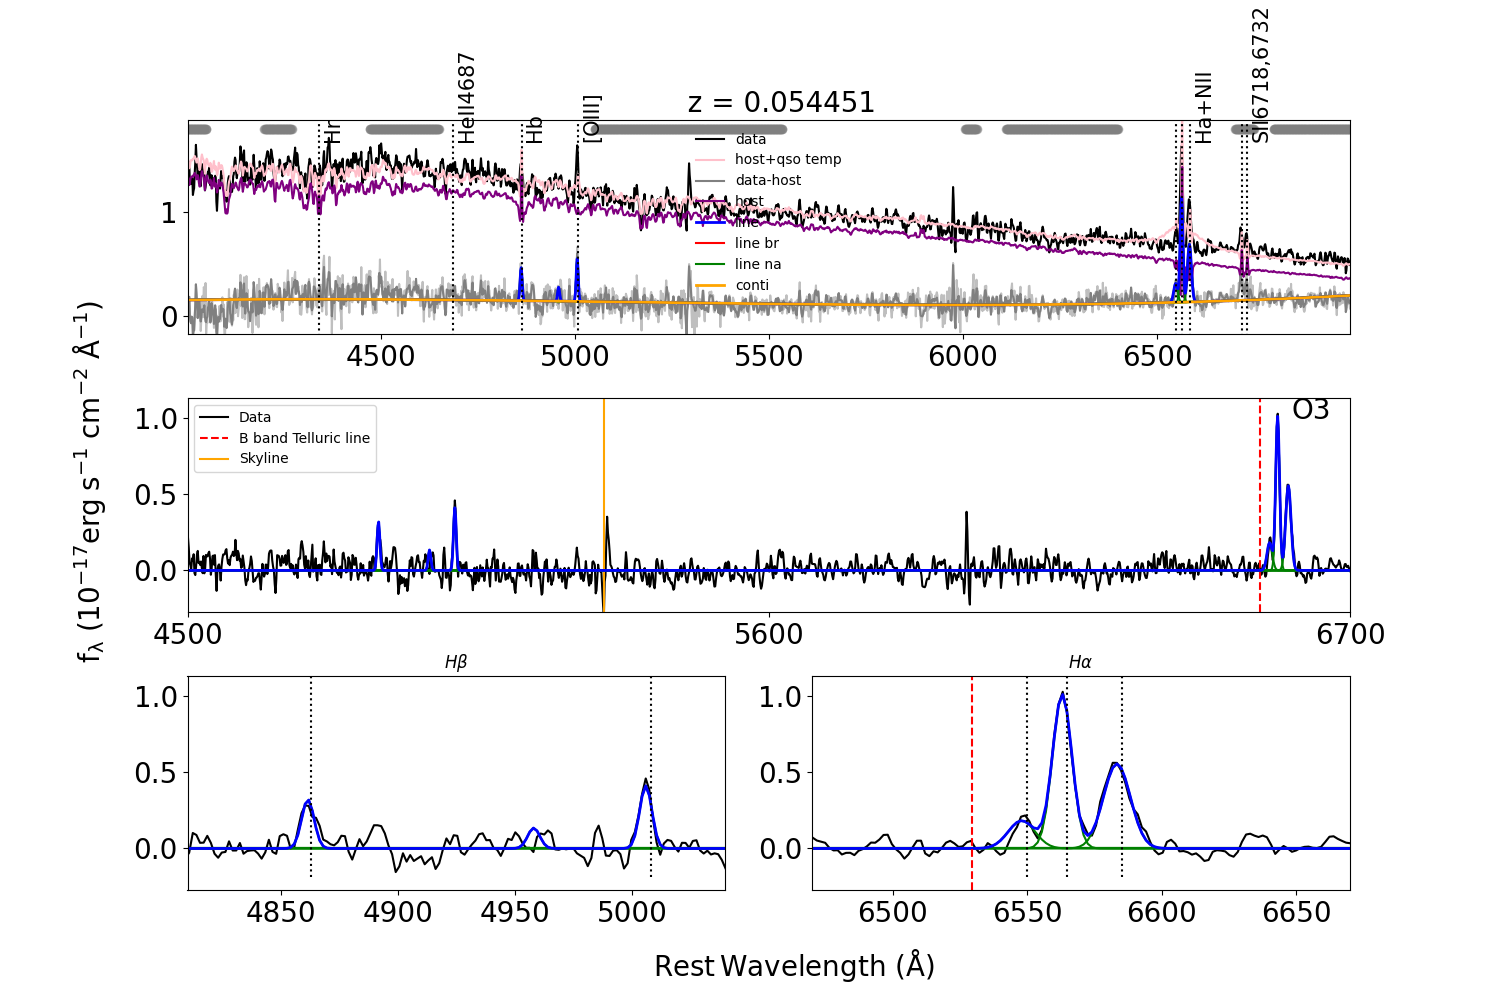 z = 0.054451
Hr
HeII4687
Hb
[OIII]
Ha+NII
SII6718,6732
data
host+qso temp
data-host
host
line
line br
line na
conti
1
0
4500
5000
5500
6000
6500
fλ (10⁻¹⁷erg s⁻¹ cm⁻² Å⁻¹)
Data
B band Telluric line
Skyline
O3
1.0
0.5
0.0
4500
5600
6700
Hβ
1.0
0.5
0.0
4850
4900
4950
5000
Hα
1.0
0.5
0.0
6500
6550
6600
6650
Rest Wavelength (Å)